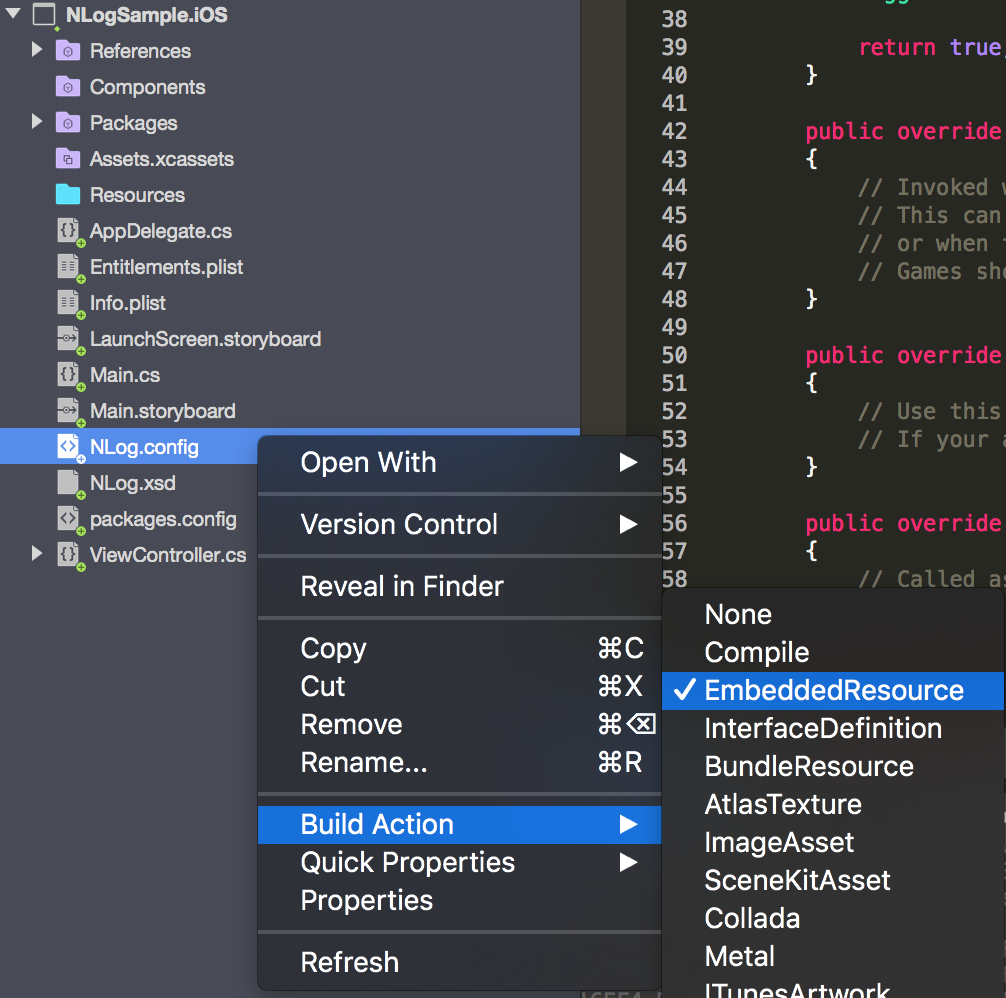 NLogSample.iOS
References
Components
Packages
Assets.xcassets
Resources
AppDelegate.cs
Entitlements.plist
Info.plist
LaunchScreen.storyboard
Main.cs
Main.storyboard
NLog.config
NLog.xsd
packages.config
ViewController.cs
38
39 return true
40 }
41
42 public override
43 {
44 // Invoked
45 // This can
46 // or when
47 // Games
48 }
49
50 public override
51 {
52 // Use this
53 // If your
54 }
55
56 public override
57 {
58 // Called
Open With ▶
Version Control ▶
Reveal in Finder
Copy ⌘C
Cut ⌘X
Remove ⌘⌫
Rename... ⌘R
Build Action ▶
Quick Properties ▶
Properties
Refresh
None
Compile
✓ EmbeddedResource
InterfaceDefinition
BundleResource
AtlasTexture
ImageAsset
SceneKitAsset
Collada
Metal
ITunesArtwork